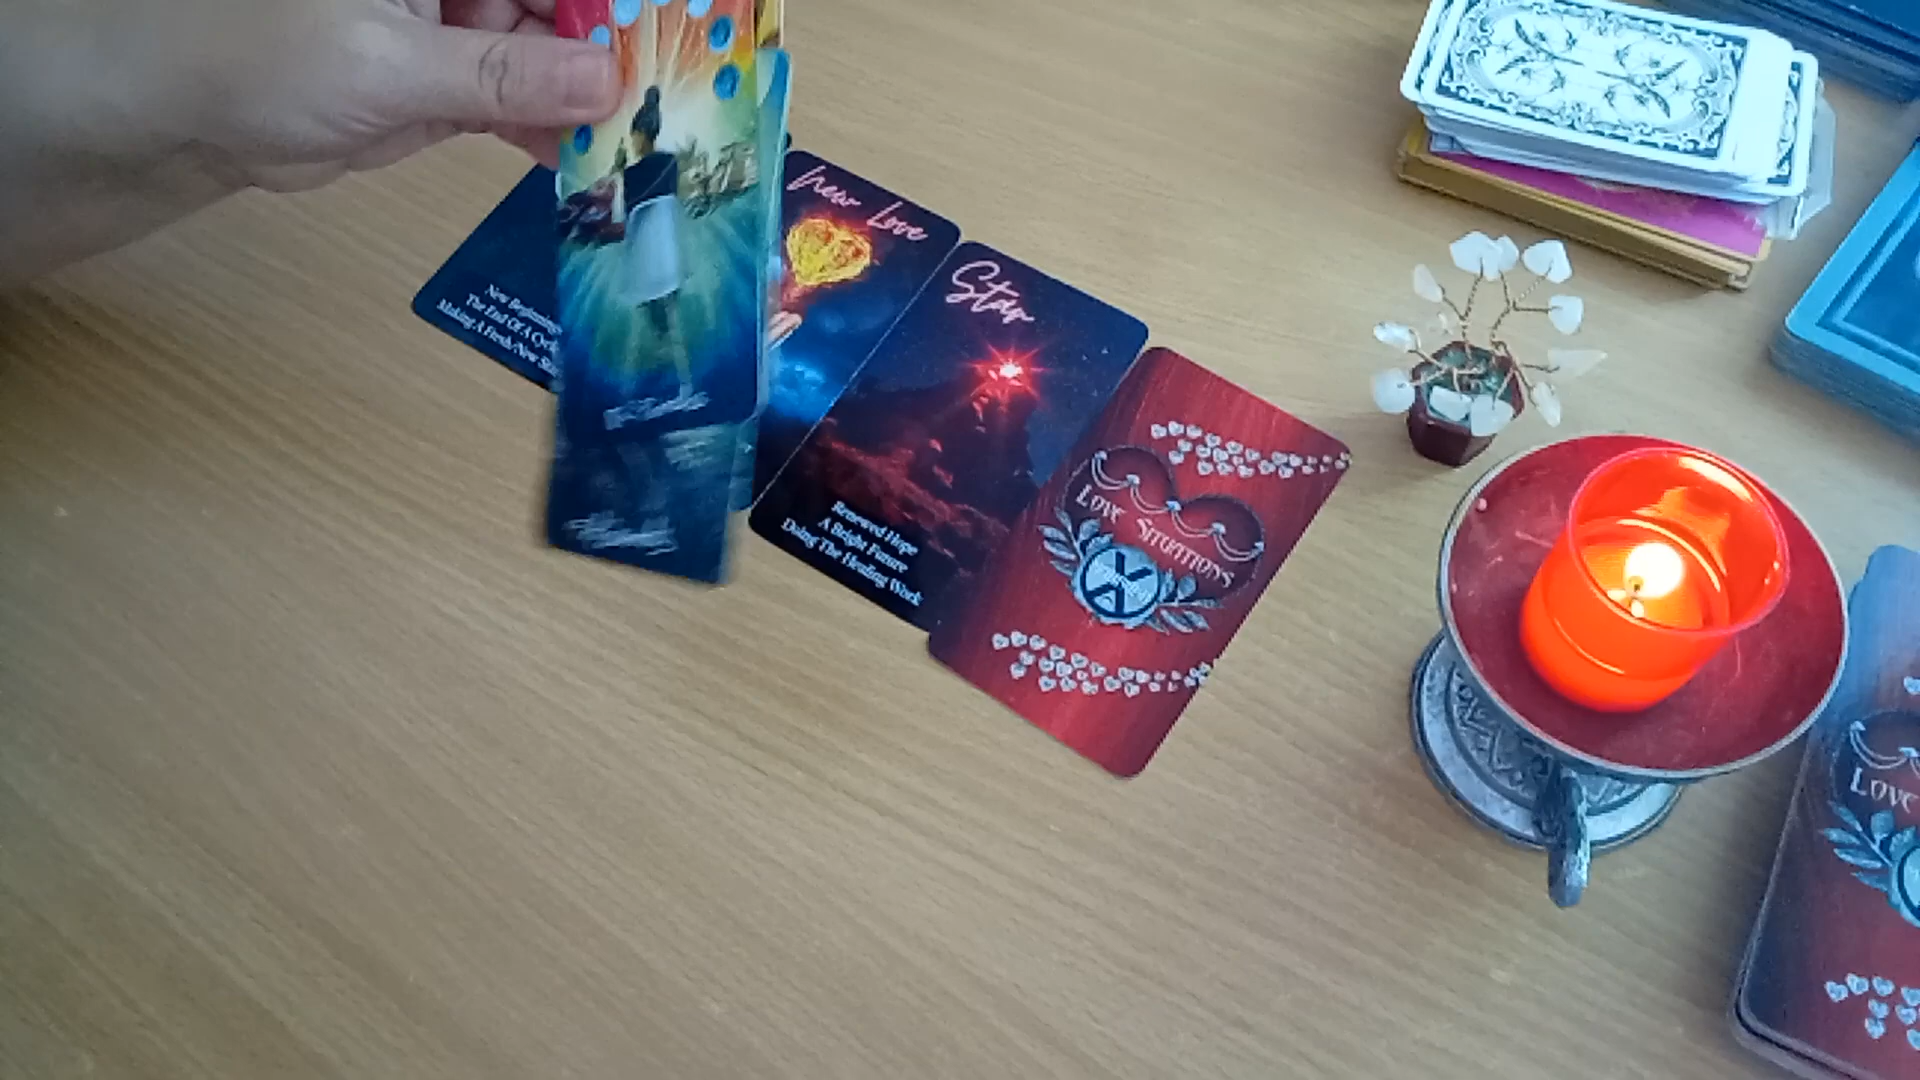 New Love
Star
New Beginnings
The End Of A Cycle
Making A Fresh/New
Renewed Hope
A Bright Future
Doing The Healing Work
LOVE SITUATIONS
LOVE